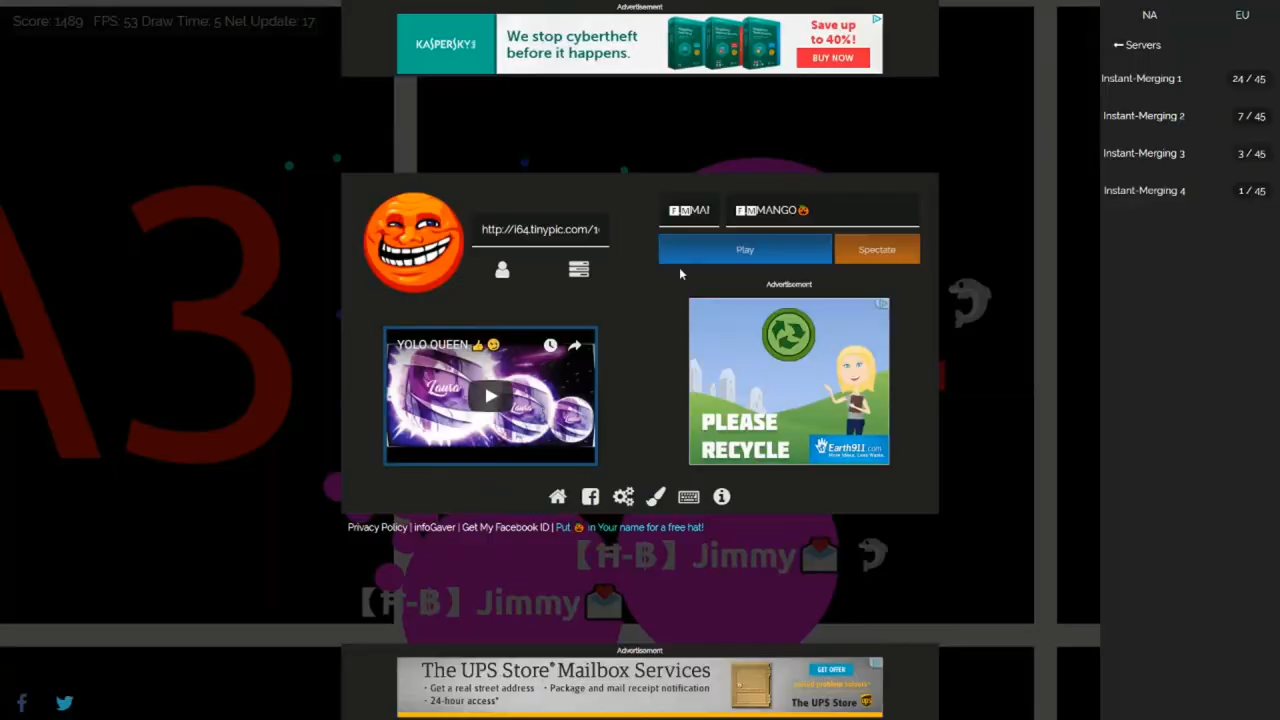 Score: 1489 FPS: 53 Draw Time: 5 Net Update: 17
Advertisement
KASPERSKY
We stop cybertheft
before it happens.
Save up
to 40%!
BUY NOW
NA
EU
Servers
Instant-Merging 1
24 / 45
Instant-Merging 2
7 / 45
Instant-Merging 3
3 / 45
Instant-Merging 4
1 / 45
http://i64.tinypic.com/1
🅵🅼MA
🅵🅼MANGO🎃
Play
Spectate
Advertisement
A3
YOLO QUEEN 👍😏
Laura
PLEASE
RECYCLE
Earth911.com
Privacy Policy | infoGaver | Get My Facebook ID | Put 🎃 in Your name for a free hat!
【Ħ-B】Jimmy📩🐬
【Ħ-B】Jimmy📩
Advertisement
The UPS Store® Mailbox Services
• Get a real street address • Package and mail receipt notification
• 24-hour access*
GET OFFER
The UPS Store